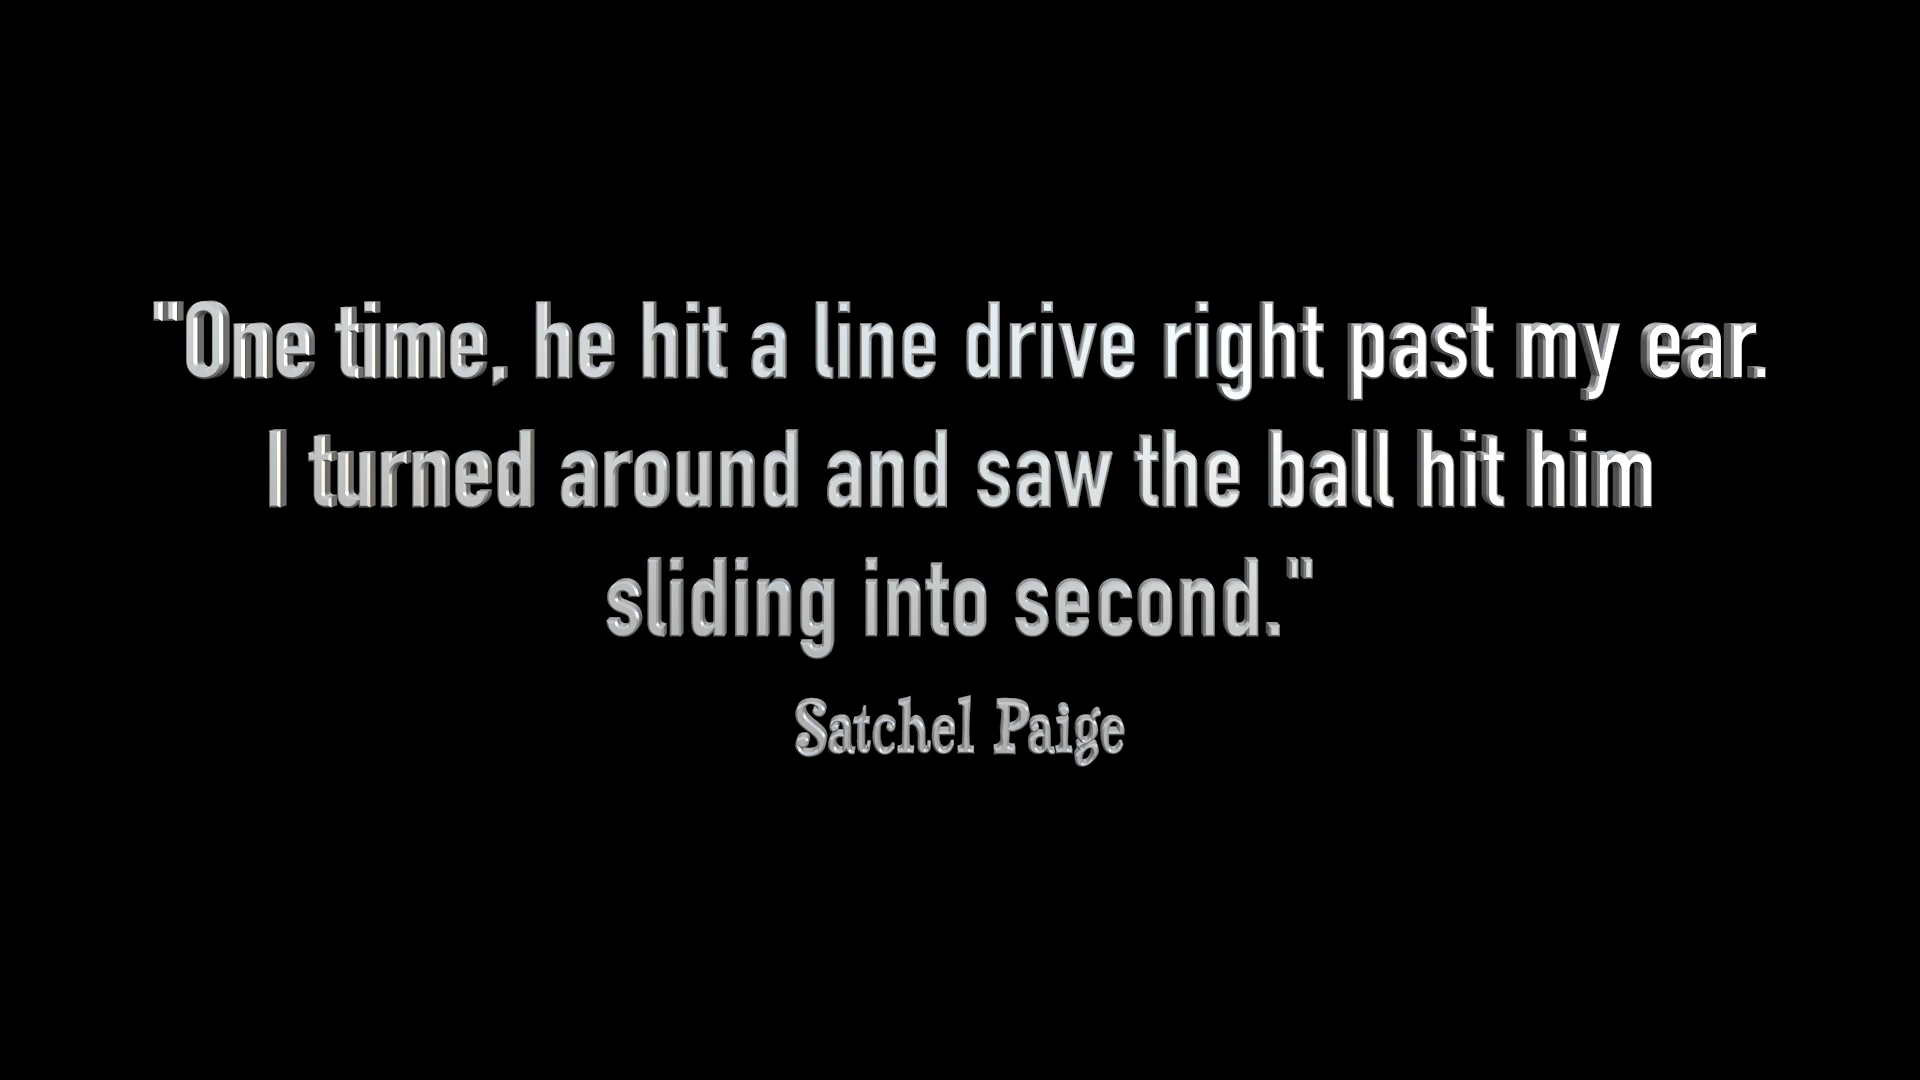 "One time, he hit a line drive right past my ear.
I turned around and saw the ball hit him
sliding into second."
Satchel Paige